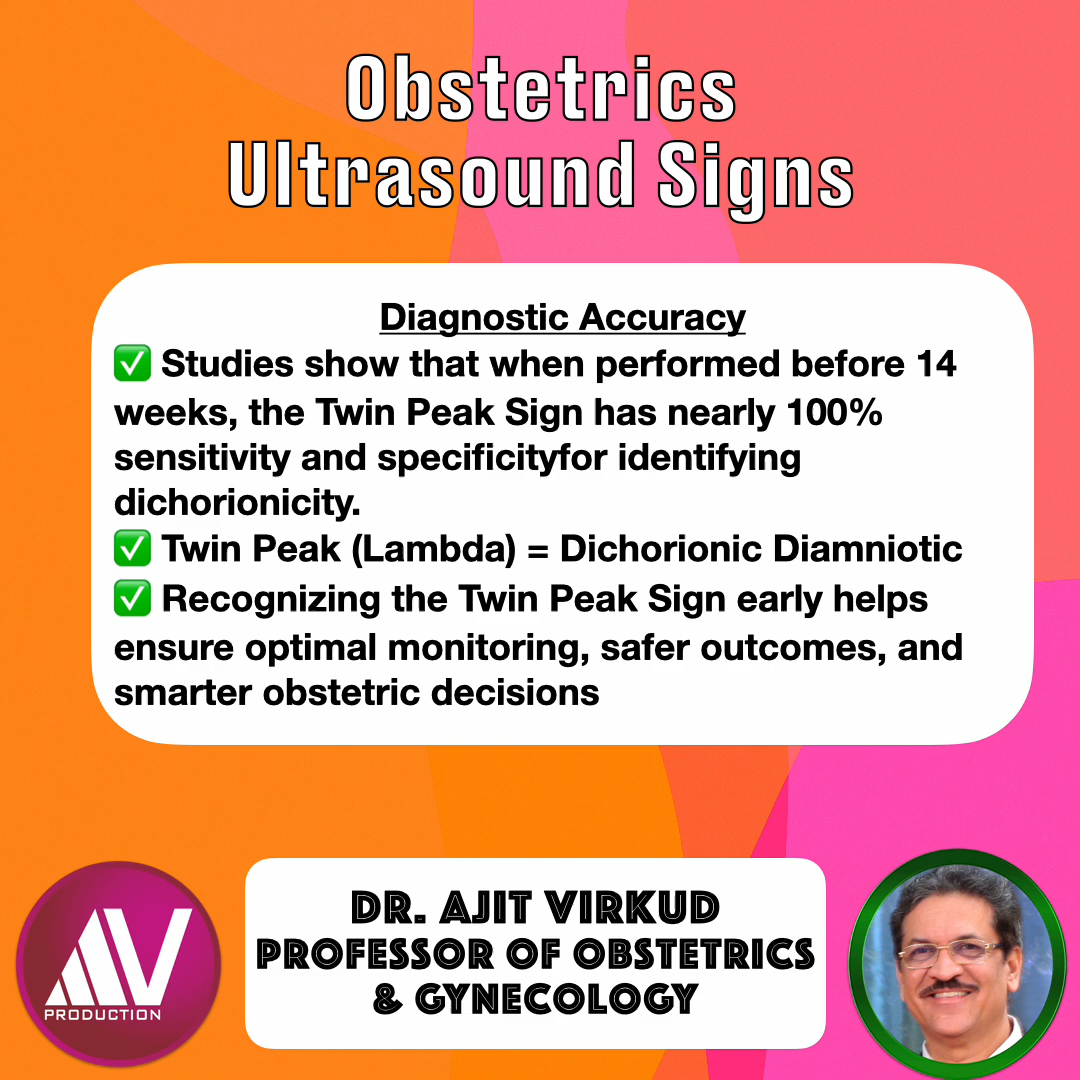 Obstetrics
Ultrasound Signs
Diagnostic Accuracy
✅ Studies show that when performed before 14
weeks, the Twin Peak Sign has nearly 100%
sensitivity and specificityfor identifying
dichorionicity.
✅ Twin Peak (Lambda) = Dichorionic Diamniotic
✅ Recognizing the Twin Peak Sign early helps
ensure optimal monitoring, safer outcomes, and
smarter obstetric decisions
DR. AJIT VIRKUD
PROFESSOR OF OBSTETRICS
& GYNECOLOGY
AV
PRODUCTION